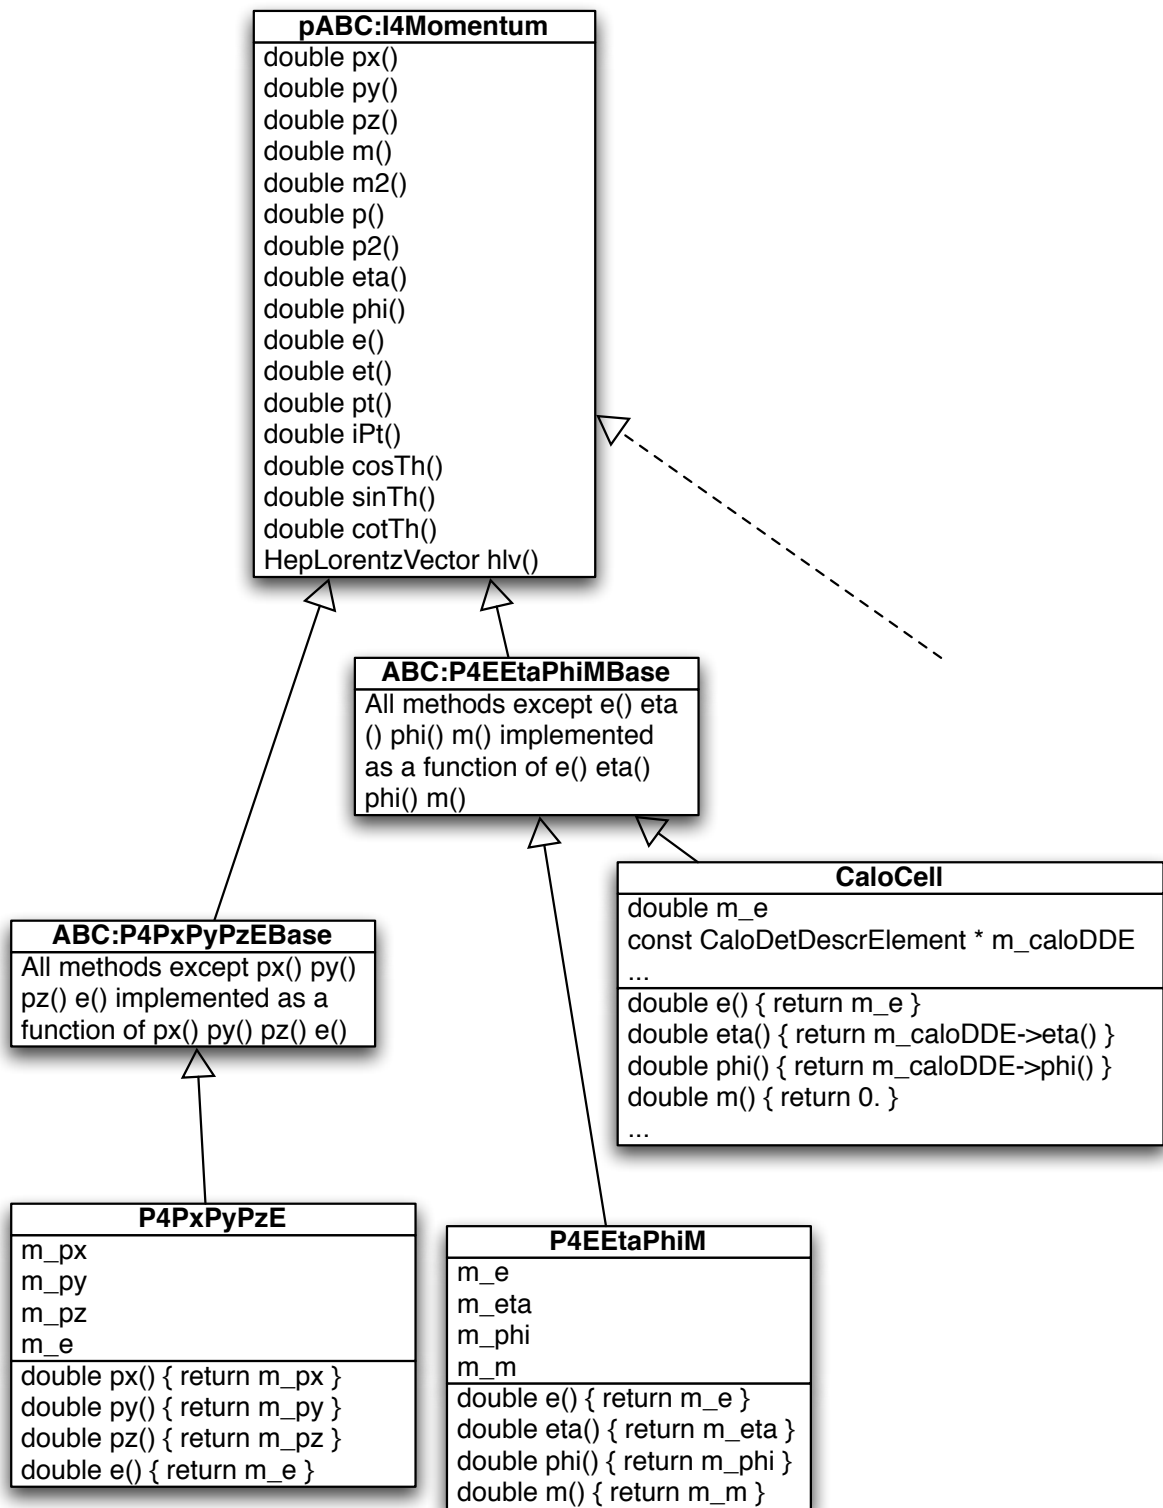 pABC:I4Momentum
double px()
double py()
double pz()
double m()
double m2()
double p()
double p2()
double eta()
double phi()
double e()
double et()
double pt()
double iPt()
double cosTh()
double sinTh()
double cotTh()
HepLorentzVector hlv()
ABC:P4EEtaPhiMBase
All methods except e() eta
() phi() m() implemented
as a function of e() eta()
phi() m()
CaloCell
double m_e
const CaloDetDescrElement * m_caloDDE
...
double e() { return m_e }
double eta() { return m_caloDDE->eta() }
double phi() { return m_caloDDE->phi() }
double m() { return 0. }
...
ABC:P4PxPyPzEBase
All methods except px() py()
pz() e() implemented as a
function of px() py() pz() e()
P4PxPyPzE
m_px
m_py
m_pz
m_e
double px() { return m_px }
double py() { return m_py }
double pz() { return m_pz }
double e() { return m_e }
P4EEtaPhiM
m_e
m_eta
m_phi
m_m
double e() { return m_e }
double eta() { return m_eta }
double phi() { return m_phi }
double m() { return m_m }